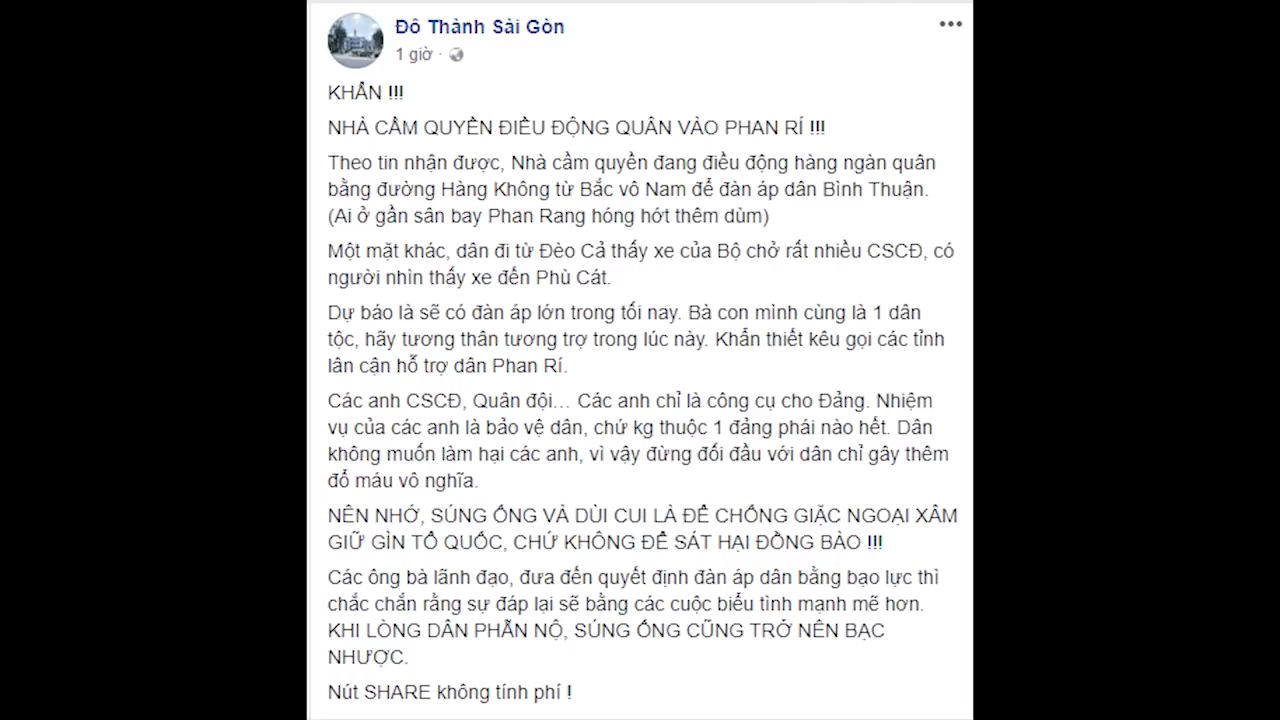 Đô Thành Sài Gòn
1 giờ ·
KHẨN !!!
NHÀ CẦM QUYỀN ĐIỀU ĐỘNG QUÂN VÀO PHAN RÍ !!!
Theo tin nhận được, Nhà cầm quyền đang điều động hàng ngàn quân
bằng đường Hàng Không từ Bắc vô Nam để đàn áp dân Bình Thuận.
(Ai ở gần sân bay Phan Rang hóng hớt thêm dùm)
Một mặt khác, dân đi từ Đèo Cả thấy xe của Bộ chở rất nhiều CSCĐ, có
người nhìn thấy xe đến Phù Cát.
Dự báo là sẽ có đàn áp lớn trong tối nay. Bà con mình cùng là 1 dân
tộc, hãy tương thân tương trợ trong lúc này. Khẩn thiết kêu gọi các tỉnh
lân cận hỗ trợ dân Phan Rí.
Các anh CSCĐ, Quân đội... Các anh chỉ là công cụ cho Đảng. Nhiệm
vụ của các anh là bảo vệ dân, chứ kg thuộc 1 đảng phái nào hết. Dân
không muốn làm hại các anh, vì vậy đừng đối đầu với dân chỉ gây thêm
đổ máu vô nghĩa.
NÊN NHỚ, SÚNG ỐNG VÀ DÙI CUI LÀ ĐỂ CHỐNG GIẶC NGOẠI XÂM
GIỮ GÌN TỔ QUỐC, CHỨ KHÔNG ĐỂ SÁT HẠI ĐỒNG BÀO !!!
Các ông bà lãnh đạo, đưa đến quyết định đàn áp dân bằng bạo lực thì
chắc chắn rằng sự đáp lại sẽ bằng các cuộc biểu tình mạnh mẽ hơn.
KHI LÒNG DÂN PHẪN NỘ, SÚNG ỐNG CŨNG TRỞ NÊN BẠC
NHƯỢC.
Nút SHARE không tính phí !